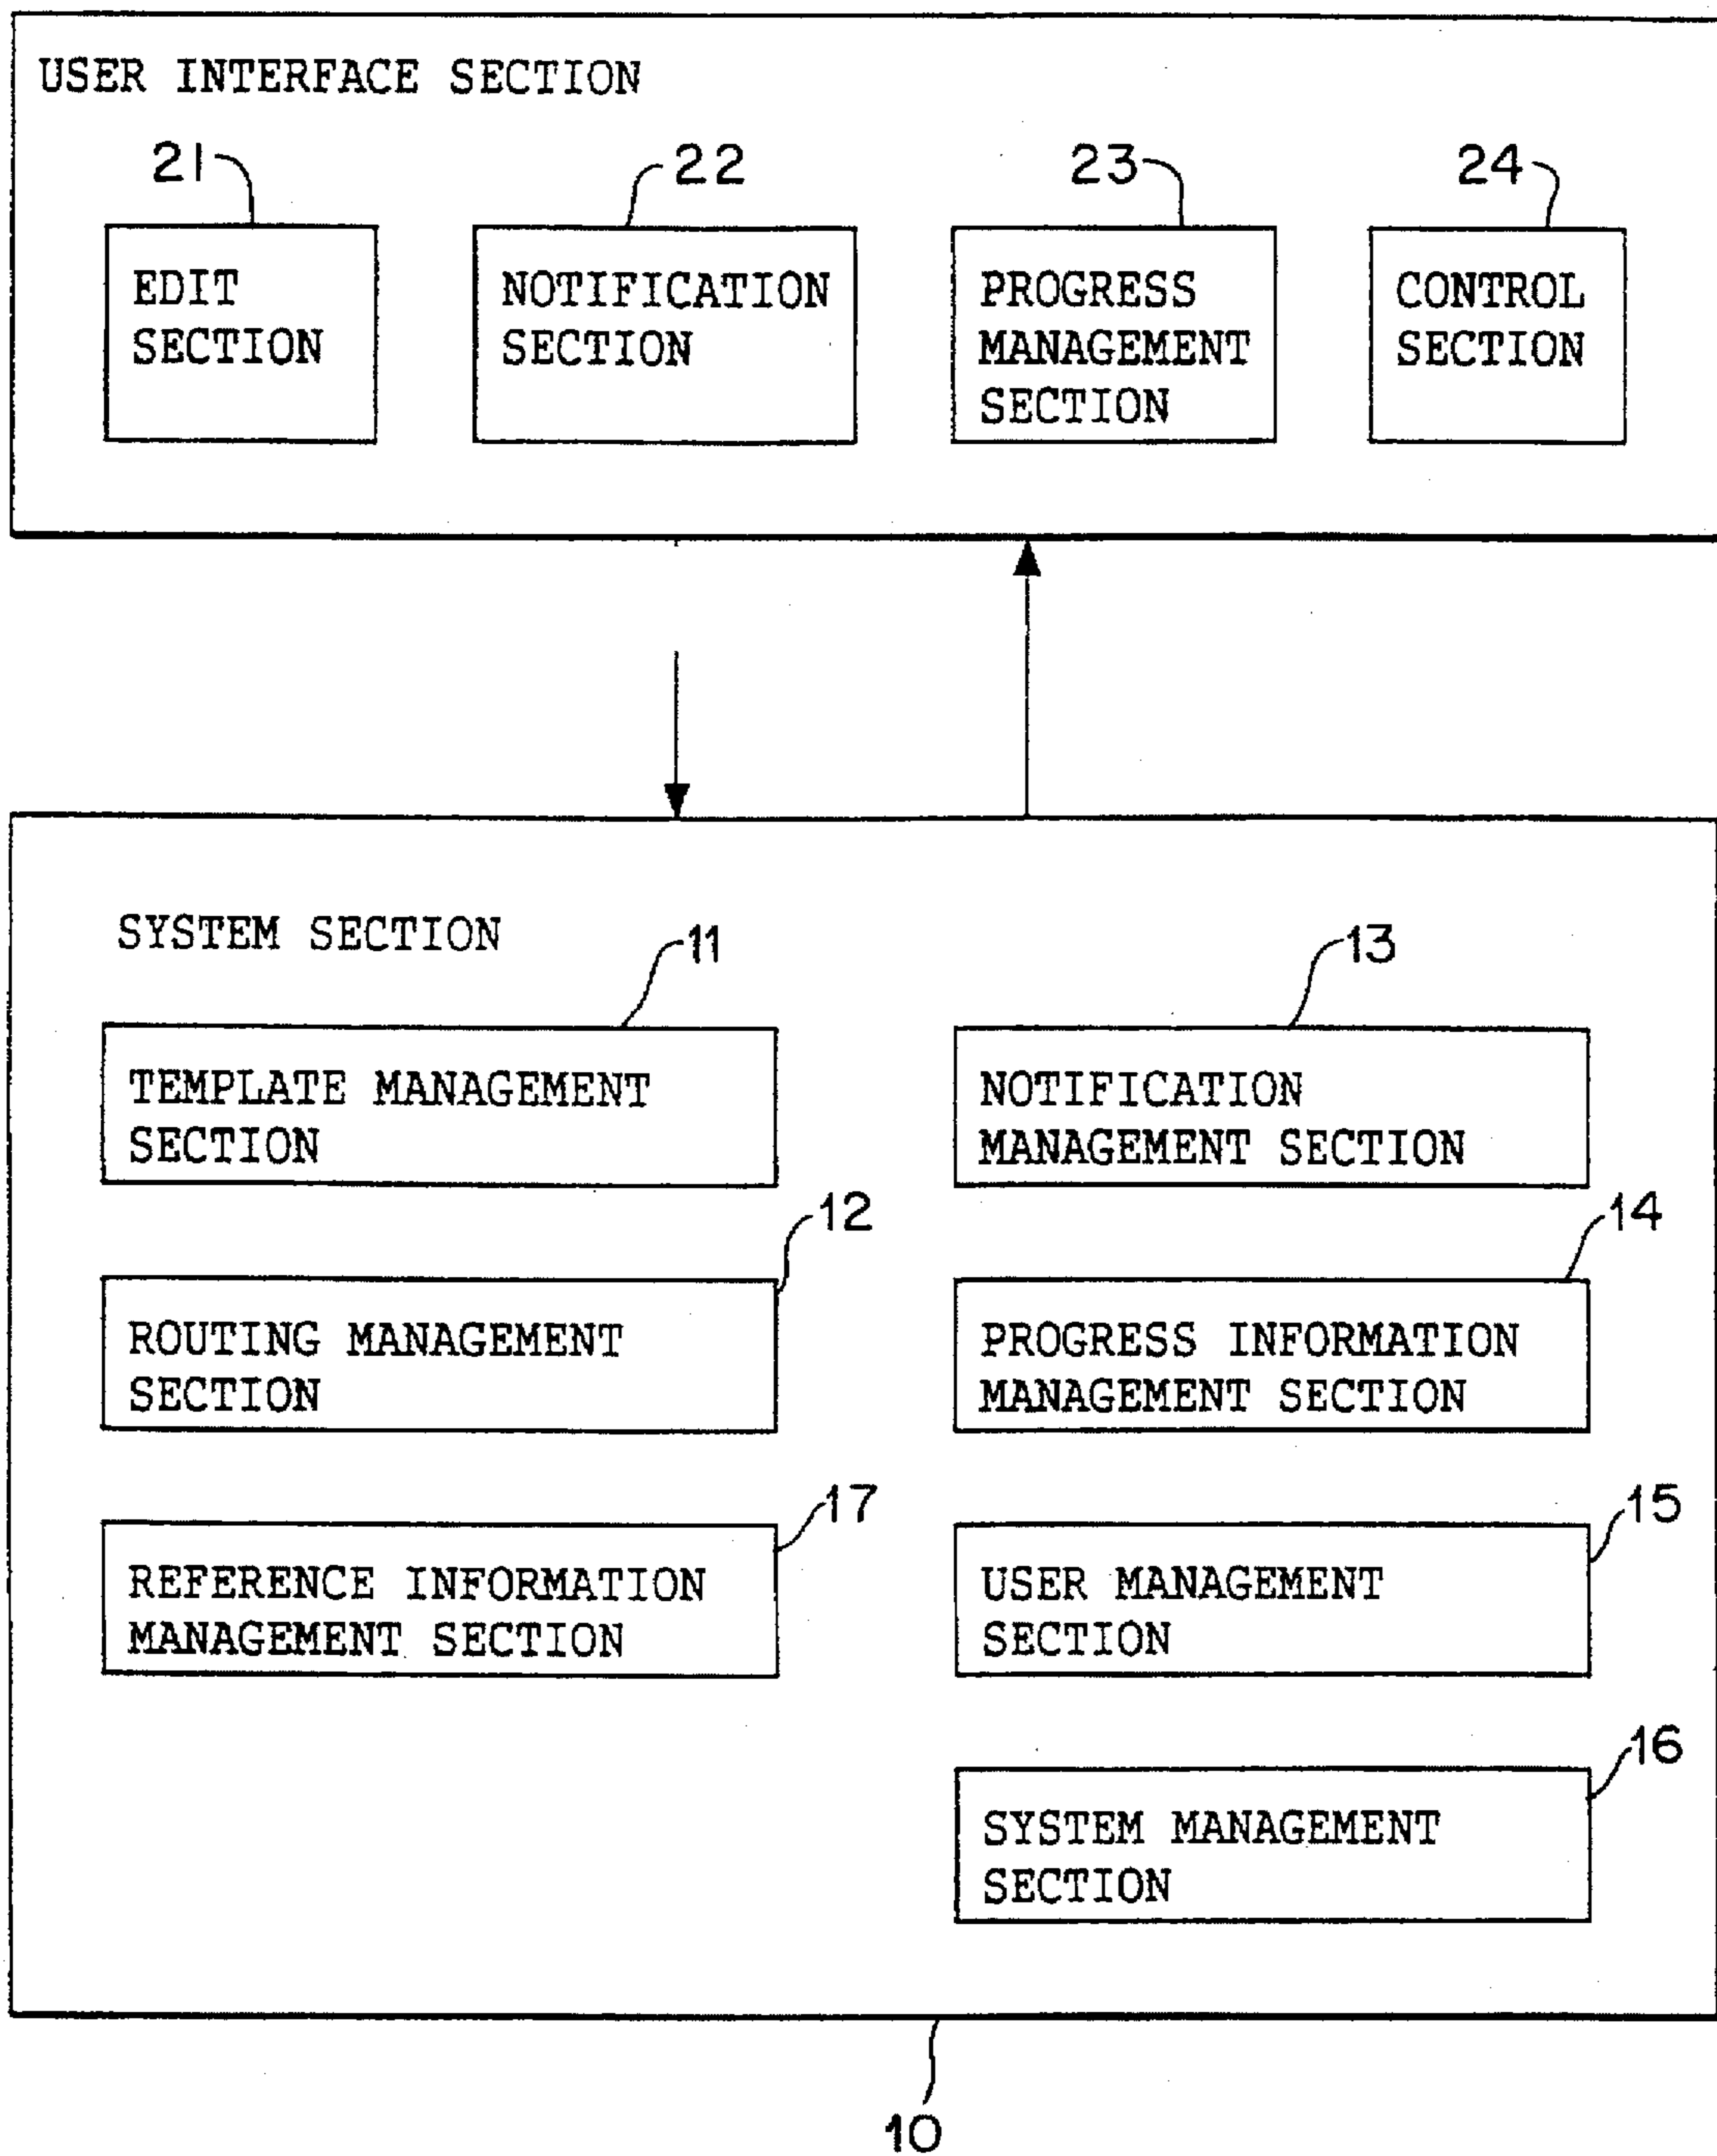 USER INTERFACE SECTION
21
22
23
24
EDIT
SECTION
NOTIFICATION
SECTION
PROGRESS
MANAGEMENT
SECTION
CONTROL
SECTION
SYSTEM SECTION
11
13
TEMPLATE MANAGEMENT
SECTION
NOTIFICATION
MANAGEMENT SECTION
12
14
ROUTING MANAGEMENT
SECTION
PROGRESS INFORMATION
MANAGEMENT SECTION
17
15
REFERENCE INFORMATION
MANAGEMENT SECTION
USER MANAGEMENT
SECTION
16
SYSTEM MANAGEMENT
SECTION
10